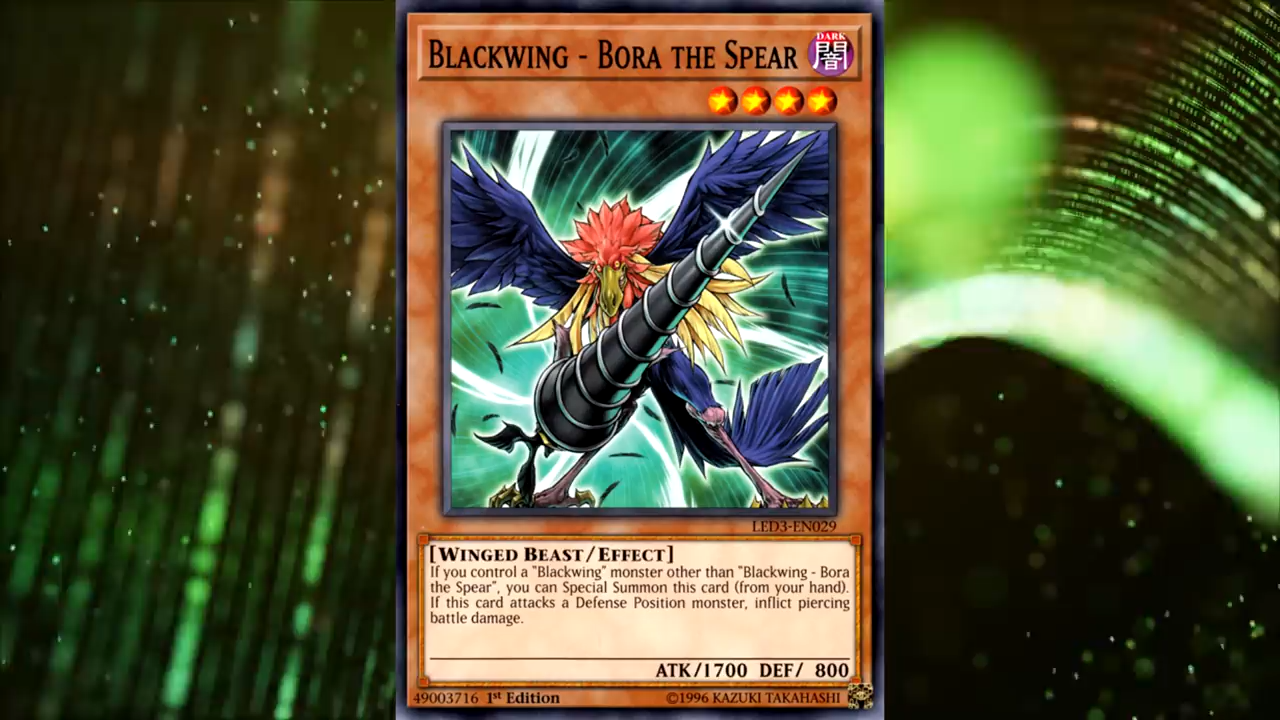 BLACKWING - BORA THE SPEAR
DARK
闇
LED3-EN029
[WINGED BEAST/EFFECT]
If you control a "Blackwing" monster other than "Blackwing - Bora
the Spear", you can Special Summon this card (from your hand).
If this card attacks a Defense Position monster, inflict piercing
battle damage.
ATK/1700 DEF/ 800
49003716 1st Edition ©1996 KAZUKI TAKAHASHI